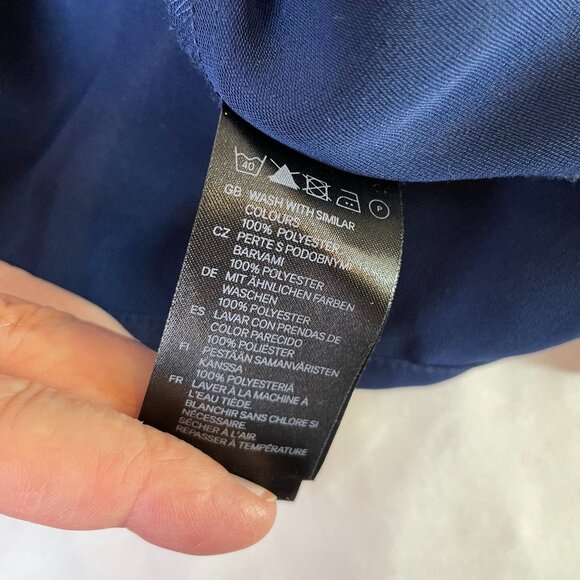 40 P
GB WASH WITH SIMILAR
COLOURS
100% POLYESTER
CZ PERTE S PODOBNÝMI
BARVAMI
100% POLYESTER
DE MIT ÄHNLICHEN FARBEN
WASCHEN
100% POLYESTER
ES LAVAR CON PRENDAS DE
COLOR PARECIDO
100% POLIÉSTER
FI PESTÄÄN SAMANVÄRISTEN
KANSSA
100% POLYESTERIÄ
FR LAVER À LA MACHINE À
L'EAU TIÈDE.
BLANCHIR SANS CHLORE SI
NÉCESSAIRE.
SÉCHER À L'AIR.
REPASSER À TEMPÉRATURE